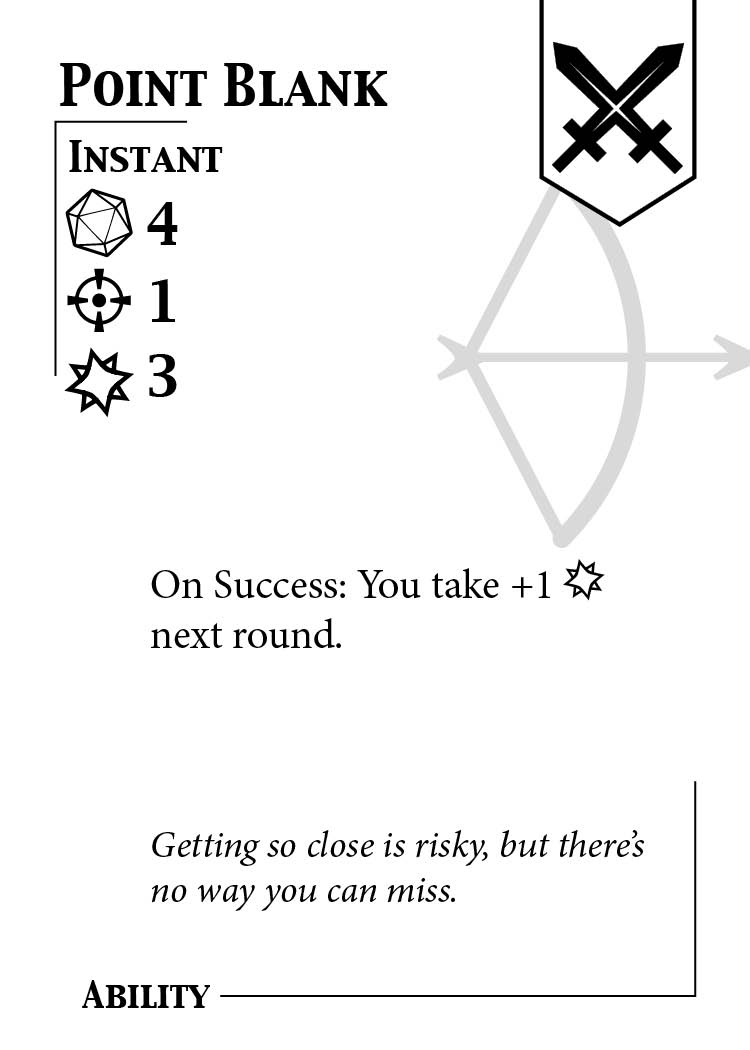 Point Blank
Instant
4
1
3
On Success: You take +1
next round.
Getting so close is risky, but there’s
no way you can miss.
Ability